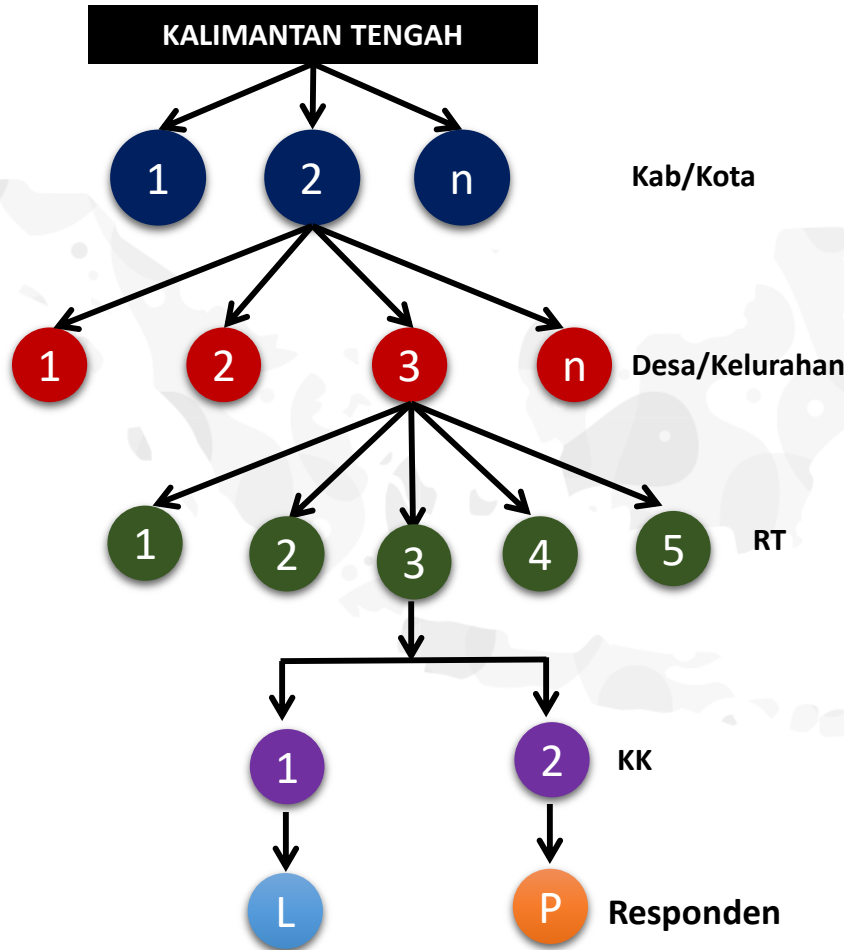 KALIMANTAN TENGAH
1 2 n Kab/Kota
1 2 3 n Desa/Kelurahan
1 2 3 4 5 RT
1 2 KK
L P Responden